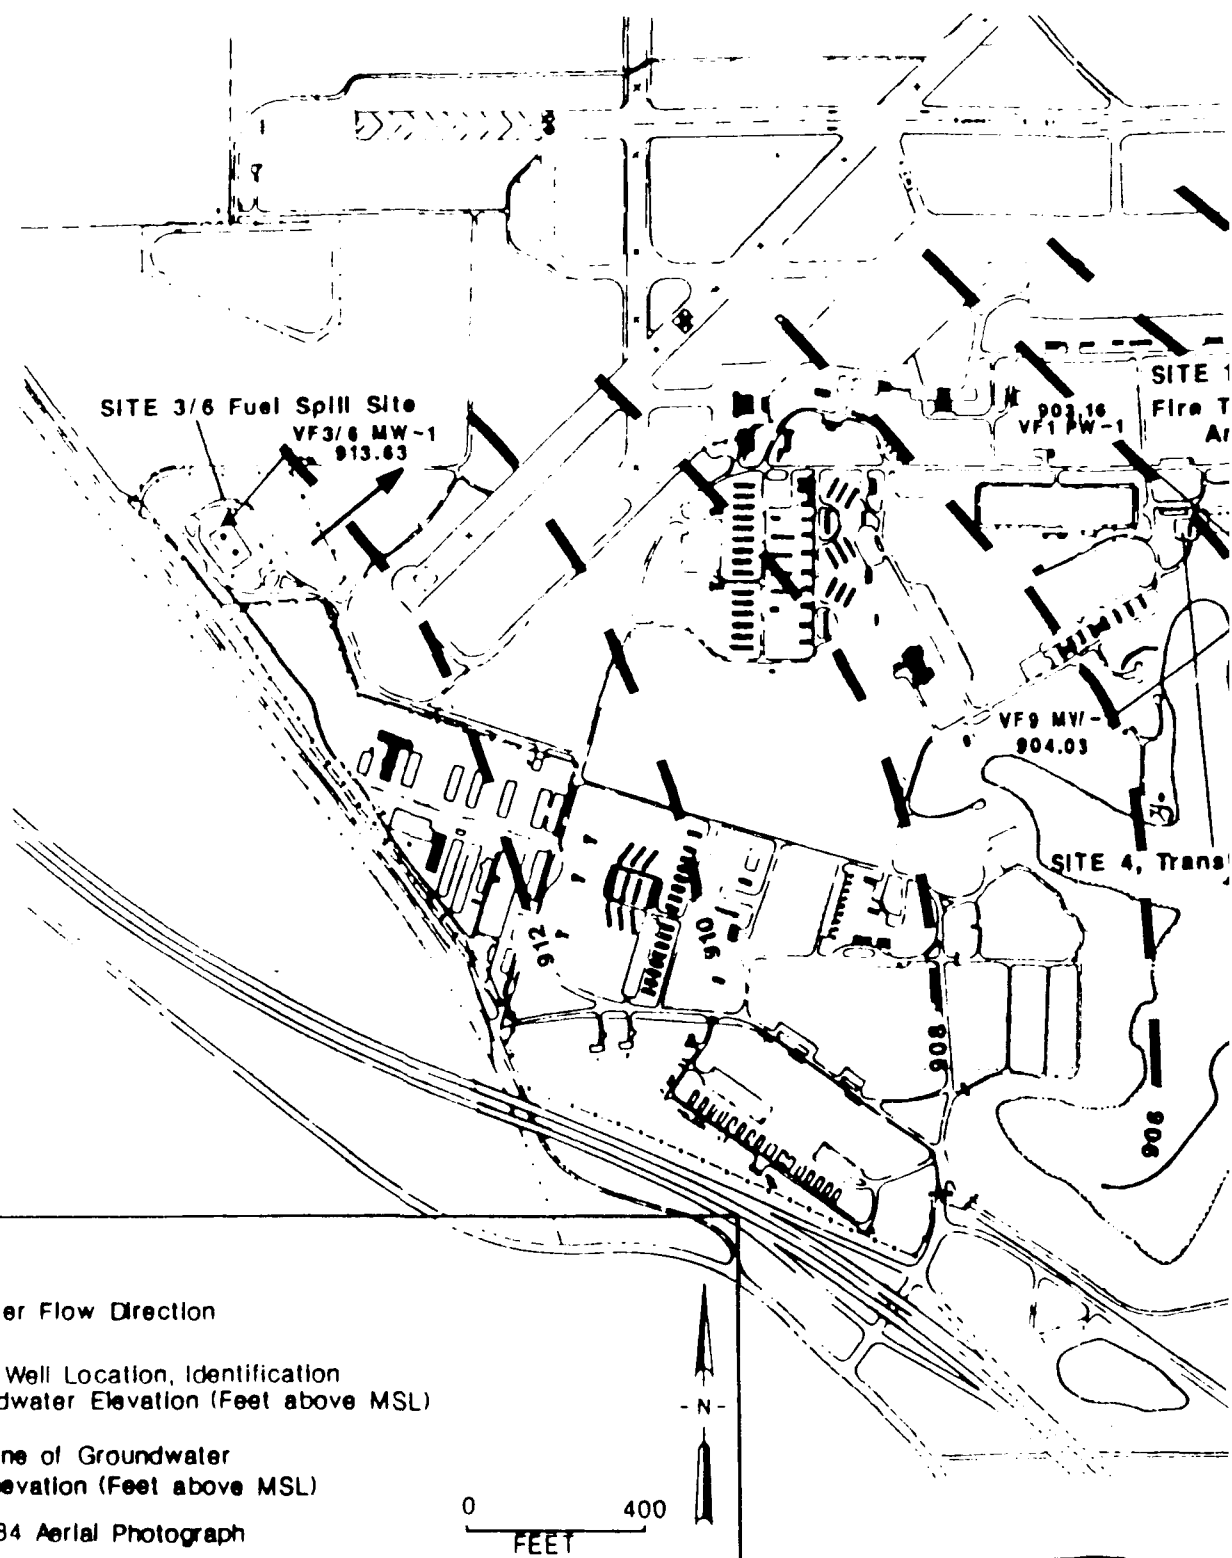 SITE 3/6 Fuel Spill Site
VF3/6 MW-1
913.63
SITE 1
Fire T
Ar
903.16
VF1 PW-1
VF9 MW-
904.03
SITE 4, Trans
912
910
908
906
er Flow Direction
Well Location, Identification
dwater Elevation (Feet above MSL)
ne of Groundwater
evation (Feet above MSL)
84 Aerial Photograph
- N -
0 400
FEET